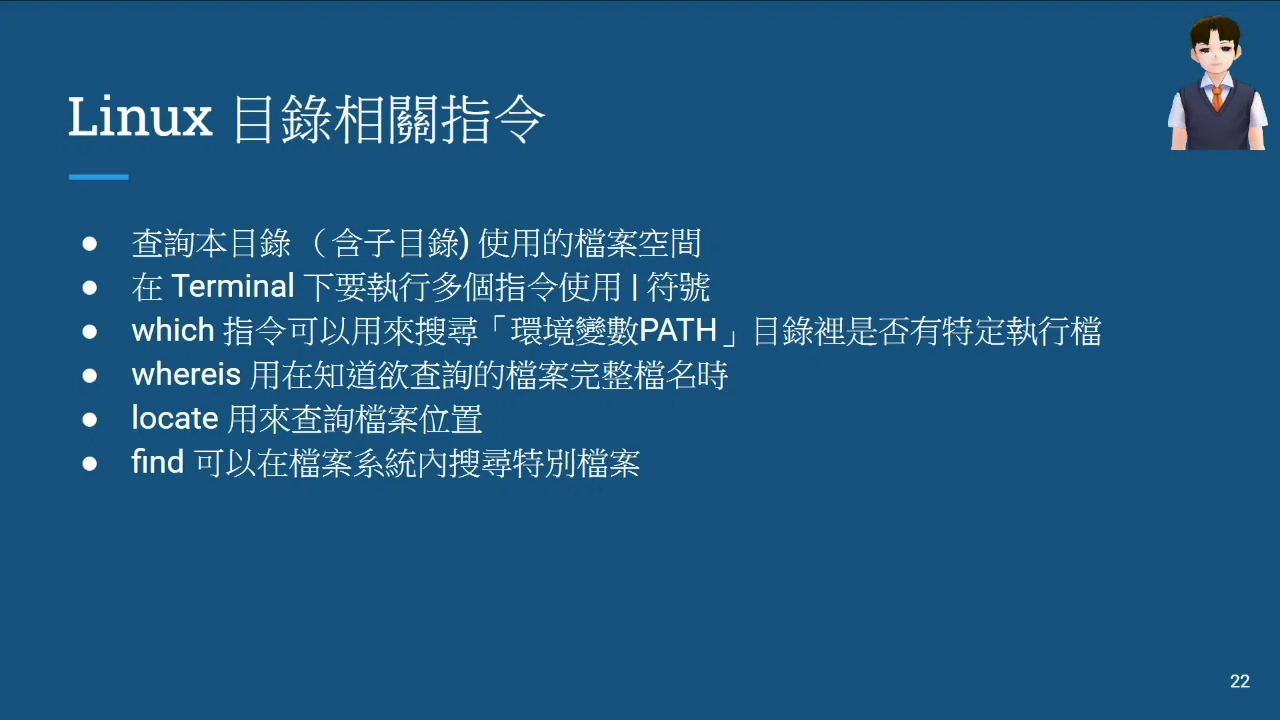 Linux 目錄相關指令
● 查詢本目錄 （含子目錄) 使用的檔案空間
● 在 Terminal 下要執行多個指令使用 | 符號
● which 指令可以用來搜尋「環境變數PATH」目錄裡是否有特定執行檔
● whereis 用在知道欲查詢的檔案完整檔名時
● locate 用來查詢檔案位置
● find 可以在檔案系統內搜尋特別檔案
22